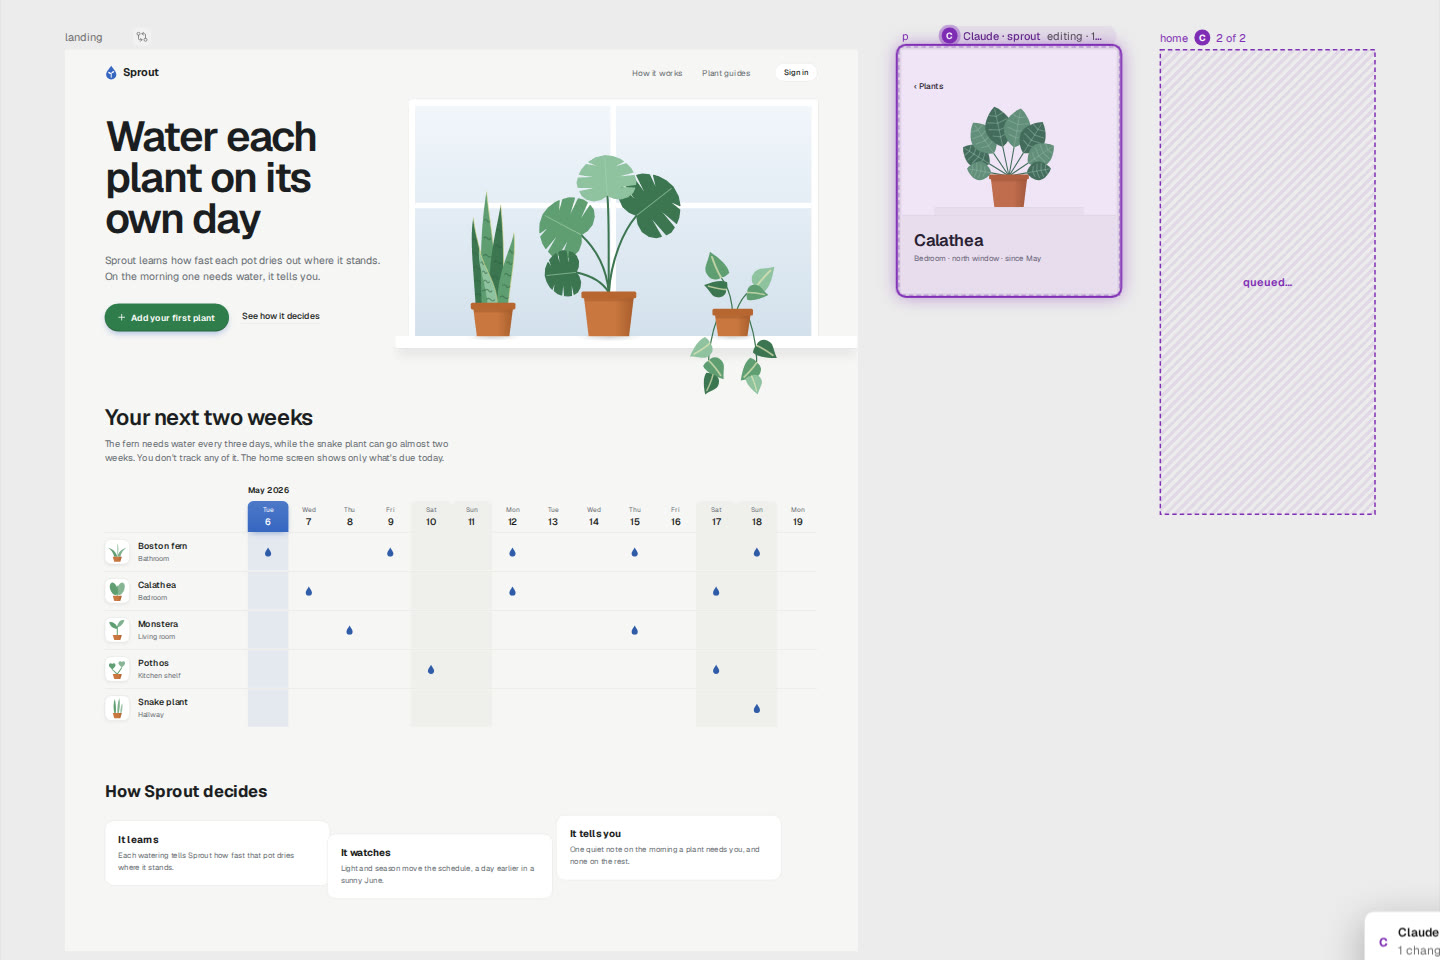 landing
Sprout
How it works
Plant guides
Sign in
Water each
plant on its
own day
Sprout learns how fast each pot dries out where it stands.
On the morning one needs water, it tells you.
+ Add your first plant
See how it decides
Your next two weeks
The fern needs water every three days, while the snake plant can go almost two
weeks. You don't track any of it. The home screen shows only what's due today.
May 2026
Tue Wed Thu Fri Sat Sun Mon Tue Wed Thu Fri Sat Sun Mon
6 7 8 9 10 11 12 13 14 15 16 17 18 19
Boston fern
Bathroom
Calathea
Bedroom
Monstera
Living room
Pothos
Kitchen shelf
Snake plant
Hallway
How Sprout decides
It learns
Each watering tells Sprout how fast that pot dries
where it stands.
It watches
Light and season move the schedule, a day earlier in a
sunny June.
It tells you
One quiet note on the morning a plant needs you, and
none on the rest.
p
C Claude · sprout editing · 1…
‹ Plants
Calathea
Bedroom · north window · since May
home C 2 of 2
queued…
C
Claude
1 chang